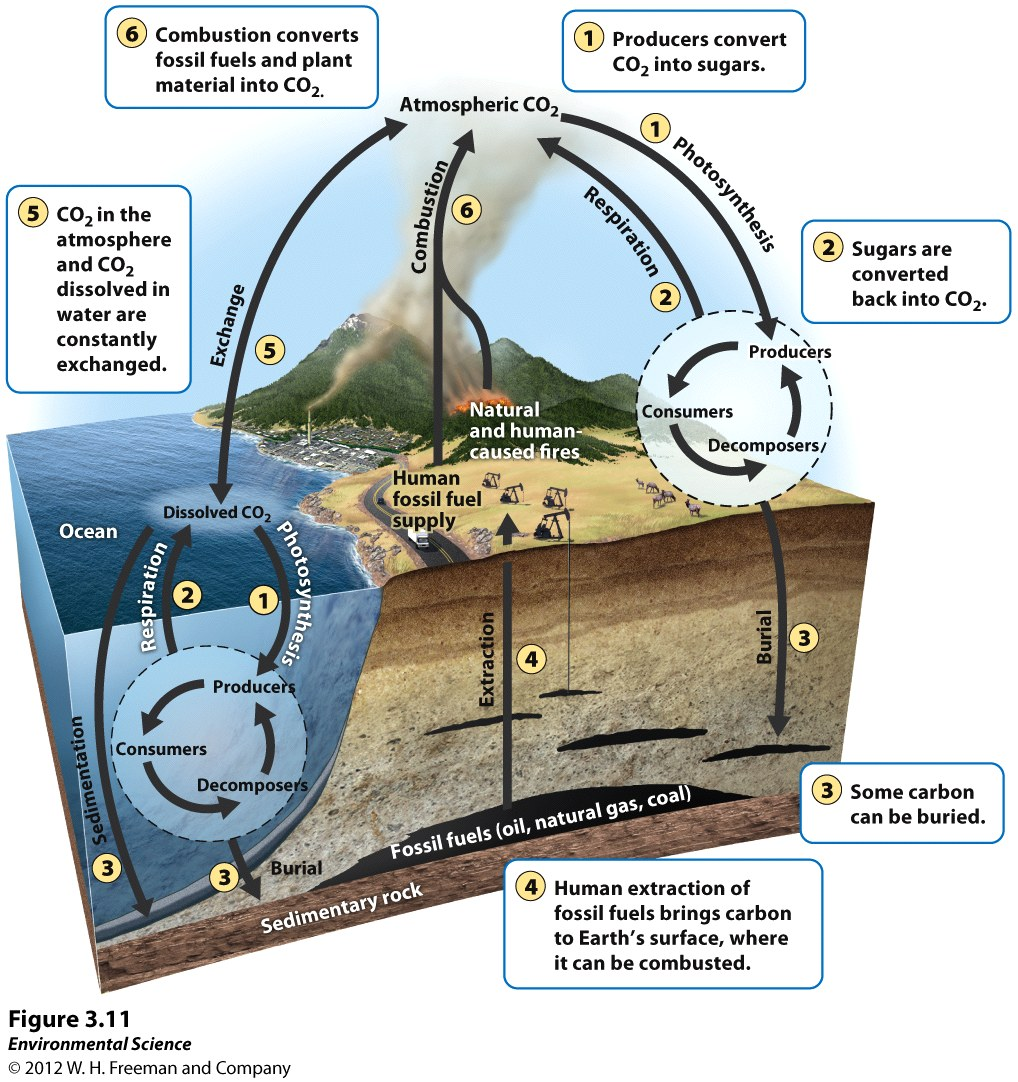 6 Combustion converts
fossil fuels and plant
material into CO₂.
1 Producers convert
CO₂ into sugars.
Atmospheric CO₂
1
Photosynthesis
Combustion
6
Respiration
2
5 CO₂ in the
atmosphere
and CO₂
dissolved in
water are
constantly
exchanged.
2 Sugars are
converted
back into CO₂.
Exchange
5
Producers
Consumers
Decomposers
Natural
and human-
caused fires
Human
fossil fuel
supply
Ocean
Dissolved CO₂
Respiration
2
1
Photosynthesis
Producers
Consumers
Decomposers
Sedimentation
3
3
Burial
Extraction
4
Burial
3
Fossil fuels (oil, natural gas, coal)
Sedimentary rock
3 Some carbon
can be buried.
4 Human extraction of
fossil fuels brings carbon
to Earth’s surface, where
it can be combusted.
Figure 3.11
Environmental Science
© 2012 W. H. Freeman and Company